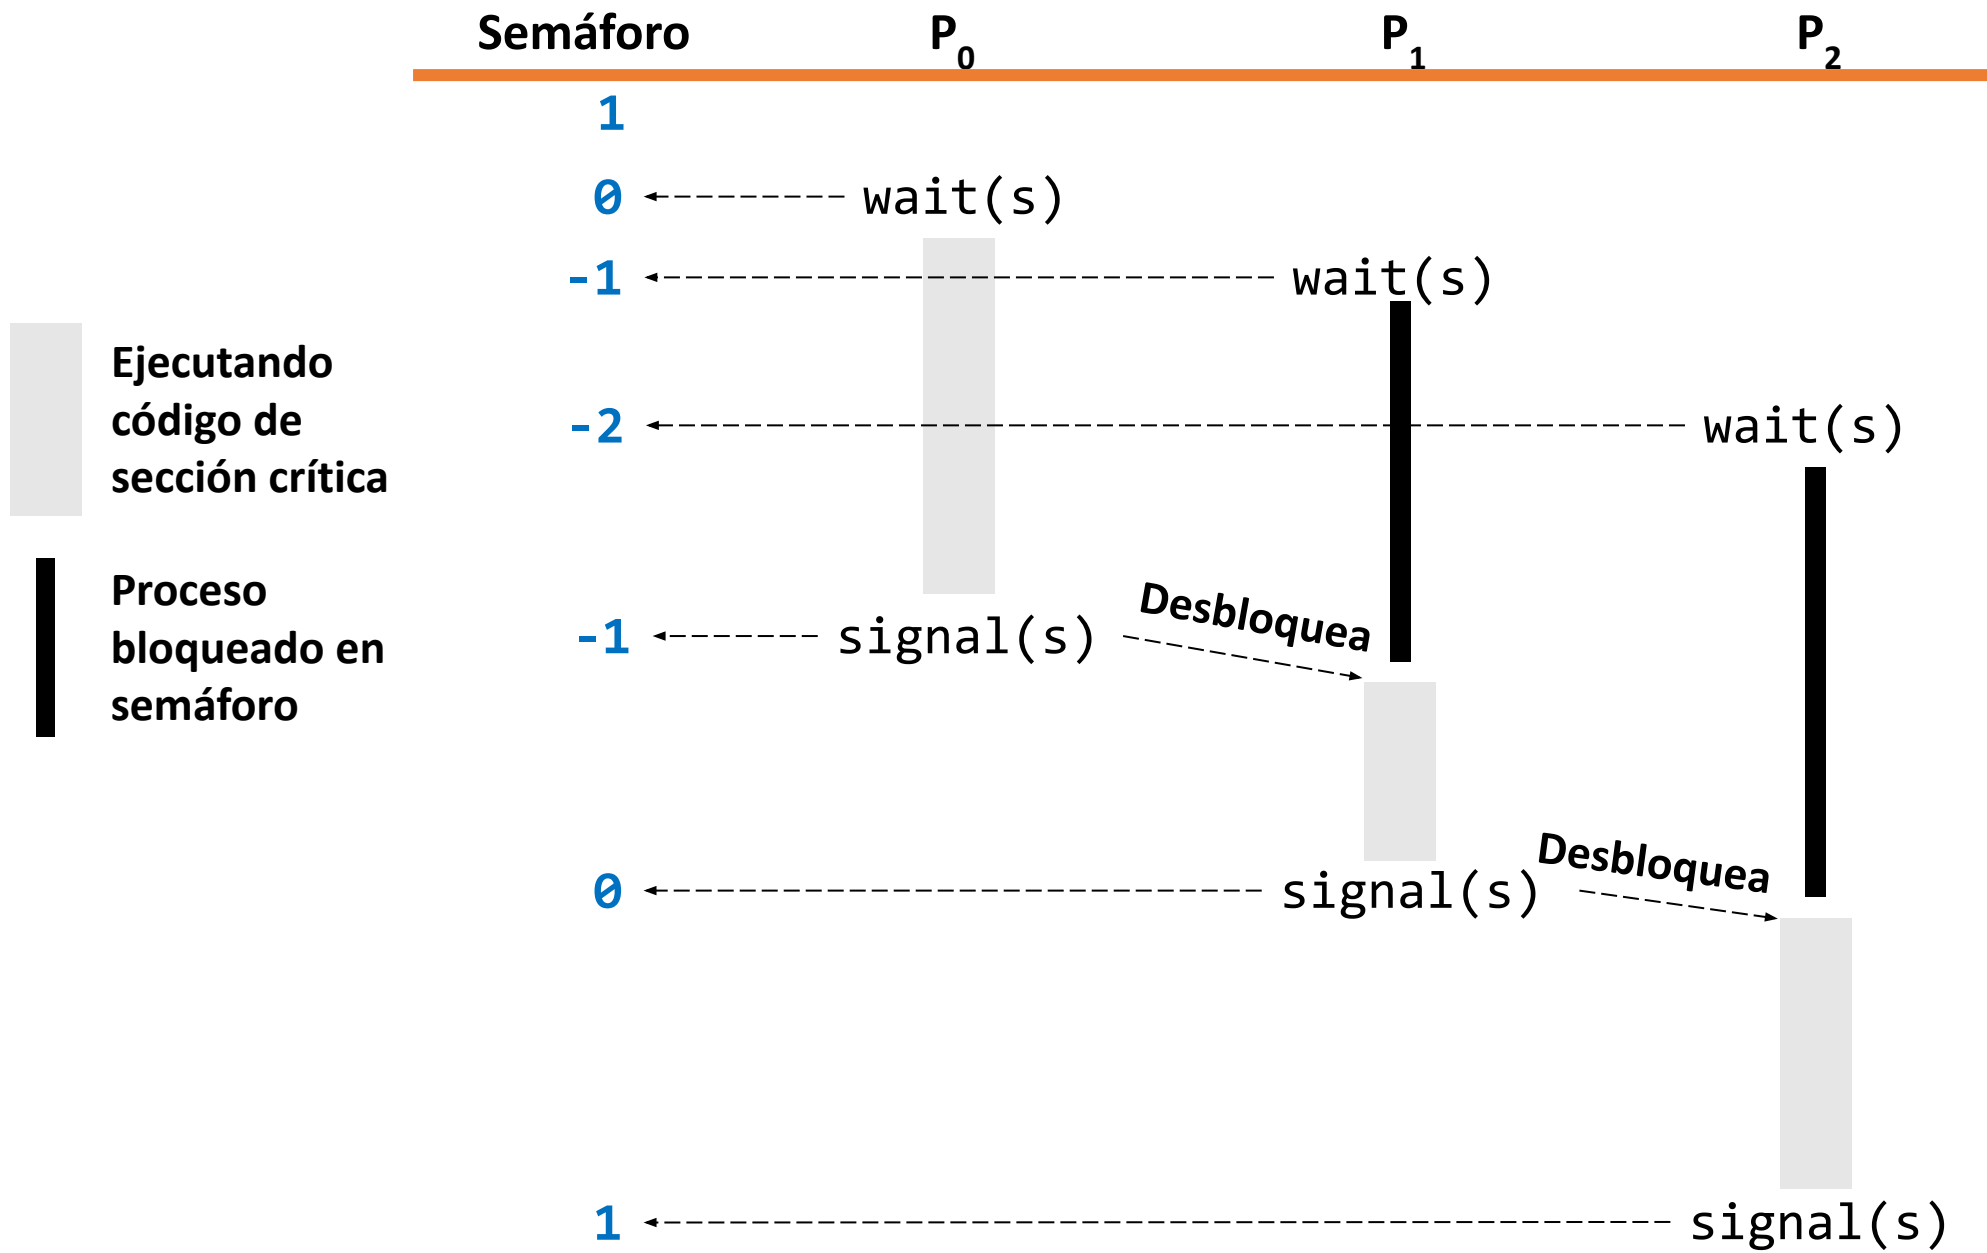 Semáforo P0 P1 P2
1
0 wait(s)
-1 wait(s)
Ejecutando
código de
sección crítica
-2 wait(s)
Proceso
bloqueado en
semáforo
Desbloquea
-1 signal(s)
Desbloquea
0 signal(s)
1 signal(s)